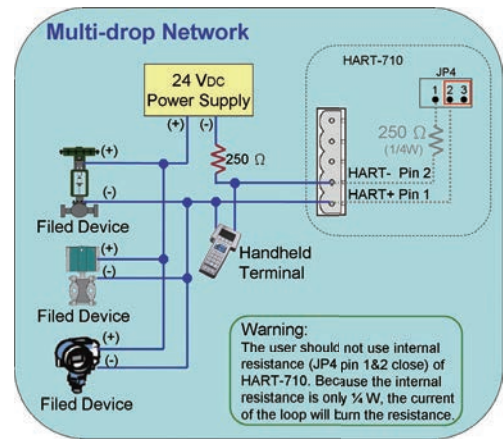 Multi-drop Network
24 VDC
Power Supply
(+)
(-)
250 Ω
HART-710
JP4
1 2 3
250 Ω
(1/4W)
HART- Pin 2
HART+ Pin 1
(+)
(-)
Filed Device
(+)
(-)
Filed Device
(+)
(-)
Filed Device
Handheld
Terminal
Warning:
The user should not use internal
resistance (JP4 pin 1&2 close) of
HART-710. Because the internal
resistance is only ¼ W, the current
of the loop will burn the resistance.